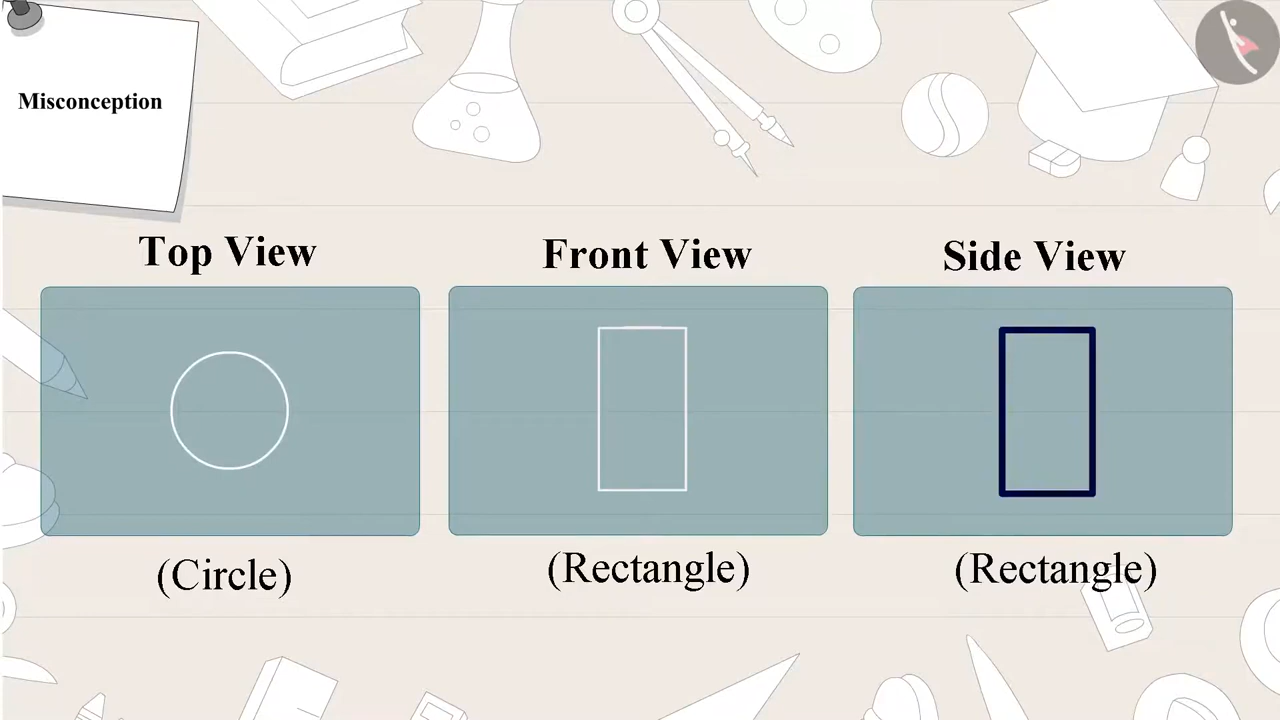 Misconception
Top View
Front View
Side View
(Circle)
(Rectangle)
(Rectangle)